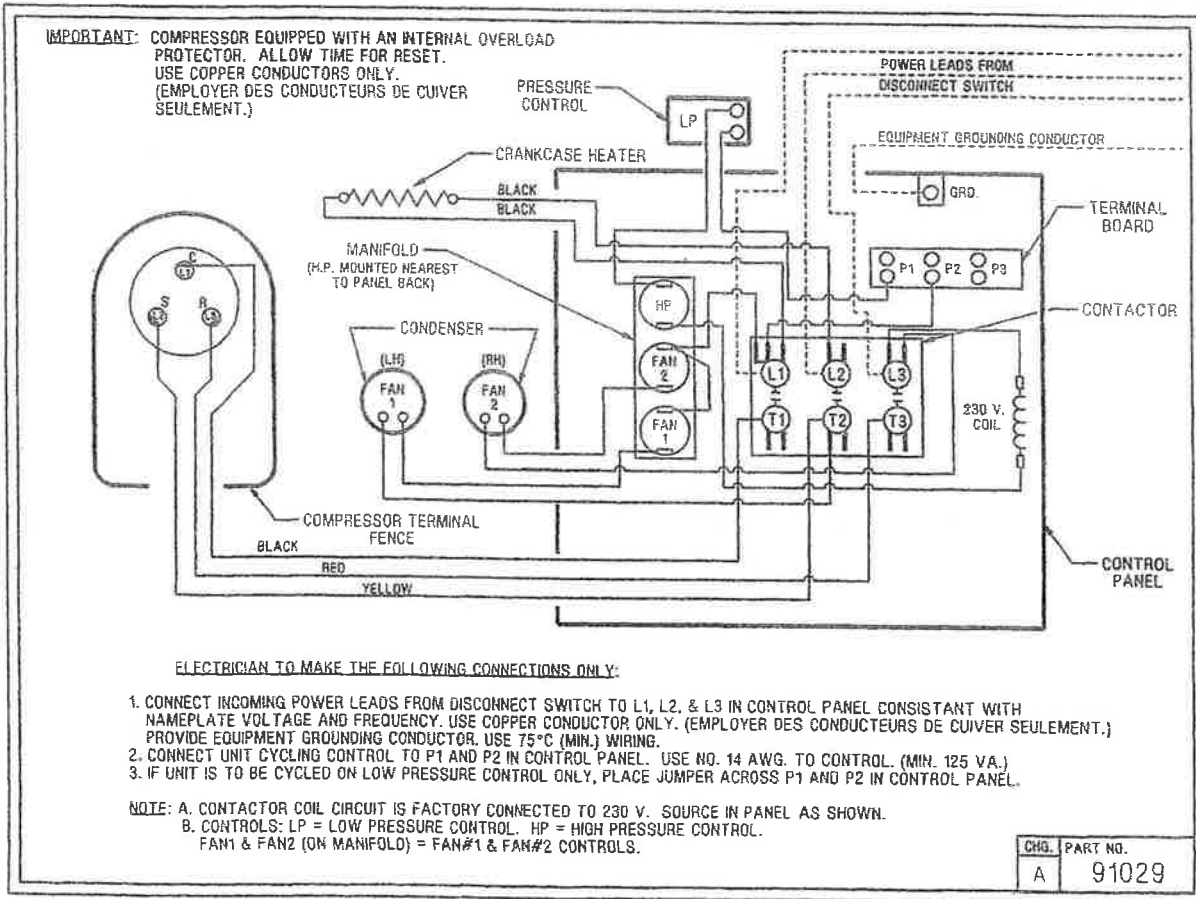 IMPORTANT: COMPRESSOR EQUIPPED WITH AN INTERNAL OVERLOAD
PROTECTOR. ALLOW TIME FOR RESET.
USE COPPER CONDUCTORS ONLY.
(EMPLOYER DES CONDUCTEURS DE CUIVER
SEULEMENT.)
PRESSURE
CONTROL
LP
POWER LEADS FROM
DISCONNECT SWITCH
EQUIPMENT GROUNDING CONDUCTOR
GRD.
CRANKCASE HEATER
BLACK
BLACK
TERMINAL
BOARD
P1
P2
P3
MANIFOLD
(H.P. MOUNTED NEAREST
TO PANEL BACK)
C
L1
S
L2
R
L3
HP
FAN
2
FAN
1
CONDENSER
(LH)
FAN
1
(RH)
FAN
2
CONTACTOR
L1
L2
L3
T1
T2
T3
230 V.
COIL
COMPRESSOR TERMINAL
FENCE
BLACK
RED
YELLOW
CONTROL
PANEL
ELECTRICIAN TO MAKE THE FOLLOWING CONNECTIONS ONLY:
1. CONNECT INCOMING POWER LEADS FROM DISCONNECT SWITCH TO L1, L2, & L3 IN CONTROL PANEL CONSISTANT WITH
NAMEPLATE VOLTAGE AND FREQUENCY. USE COPPER CONDUCTOR ONLY. (EMPLOYER DES CONDUCTEURS DE CUIVER SEULEMENT.)
PROVIDE EQUIPMENT GROUNDING CONDUCTOR. USE 75°C (MIN.) WIRING.
2. CONNECT UNIT CYCLING CONTROL TO P1 AND P2 IN CONTROL PANEL. USE NO. 14 AWG. TO CONTROL. (MIN. 125 VA.)
3. IF UNIT IS TO BE CYCLED ON LOW PRESSURE CONTROL ONLY, PLACE JUMPER ACROSS P1 AND P2 IN CONTROL PANEL.
NOTE: A. CONTACTOR COIL CIRCUIT IS FACTORY CONNECTED TO 230 V. SOURCE IN PANEL AS SHOWN.
B. CONTROLS: LP = LOW PRESSURE CONTROL. HP = HIGH PRESSURE CONTROL.
FAN1 & FAN2 (ON MANIFOLD) = FAN#1 & FAN#2 CONTROLS.
CHG.
A
PART NO.
91029